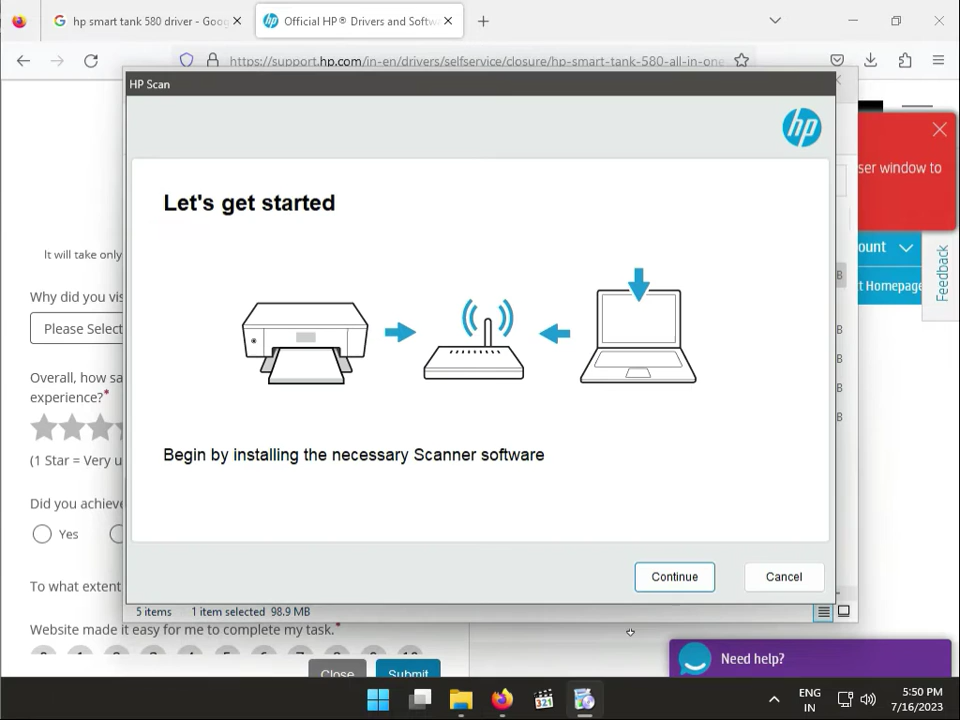 hp smart tank 580 driver - Goog
Official HP® Drivers and Softw
https://support.hp.com/in-en/drivers/selfservice/closure/hp-smart-tank-580-all-in-one
HP Scan
hp
ser window to
Let's get started
It will take only
ount
Feedback
t Homepage
Why did you vis
Please Select
Overall, how sa
experience?*
(1 Star = Very u
Begin by installing the necessary Scanner software
Did you achieve
Yes
Continue
Cancel
To what extent
5 items 1 item selected 98.9 MB
Website made it easy for me to complete my task.*
Need help?
Close
Submit
321
ENG
IN
5:50 PM
7/16/2023